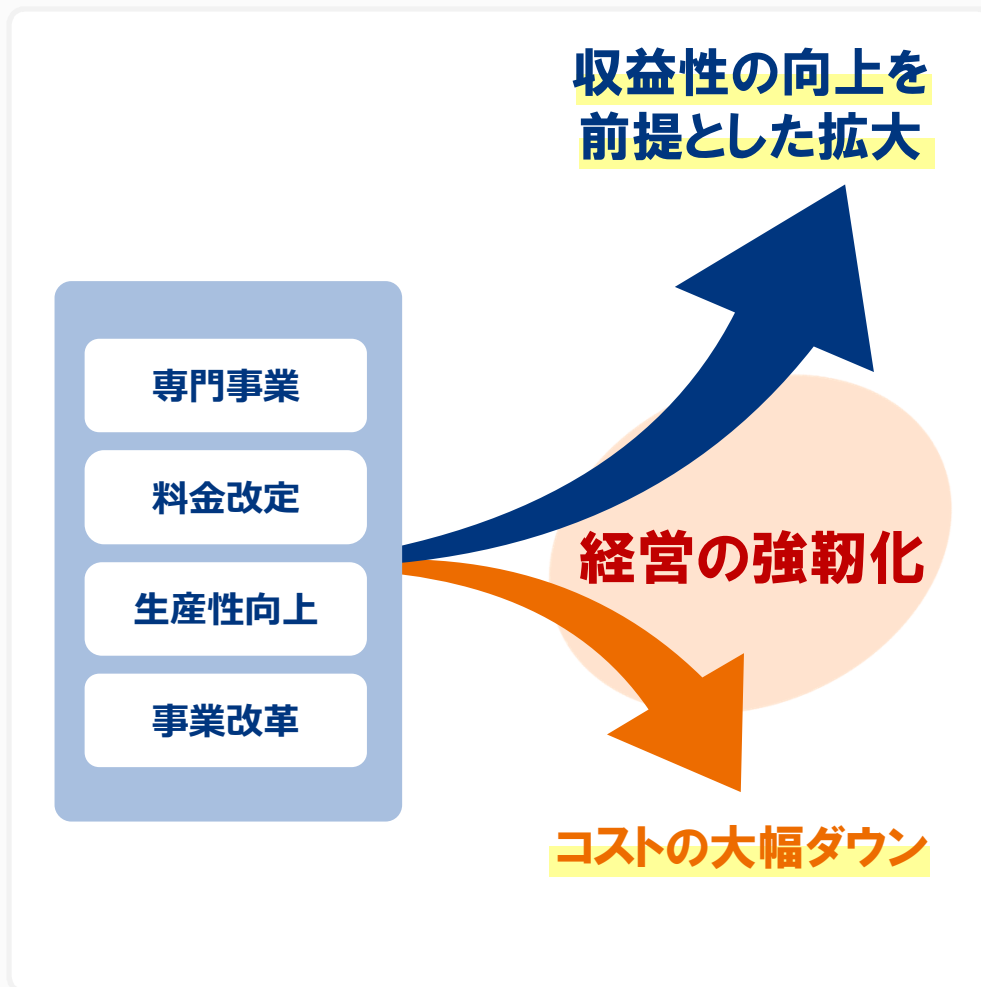 収益性の向上を
前提とした拡大
専門事業
料金改定
生産性向上
事業改革
経営の強靭化
コストの大幅ダウン